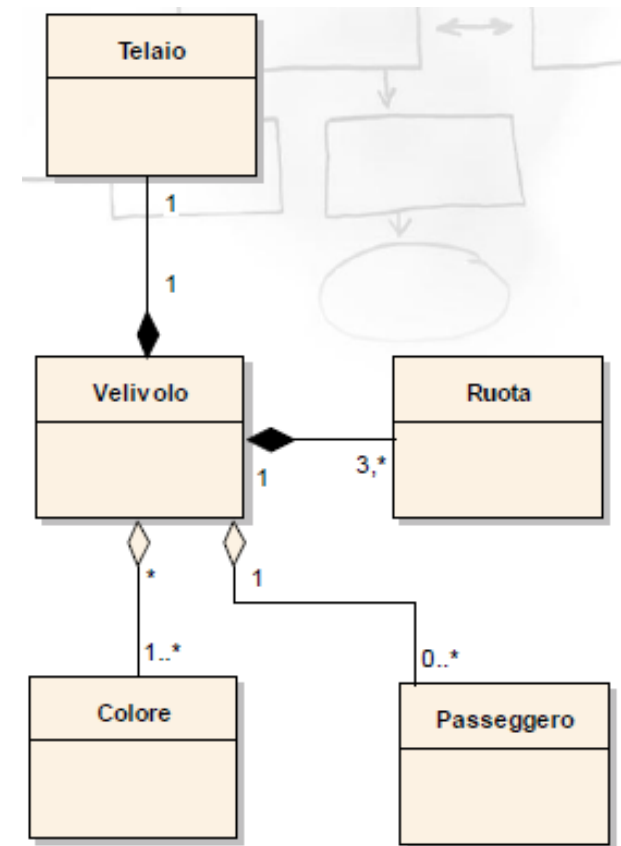 Telaio
1
1
Velivolo
Ruota
1
3,*
*
1
1..*
0..*
Colore
Passeggero